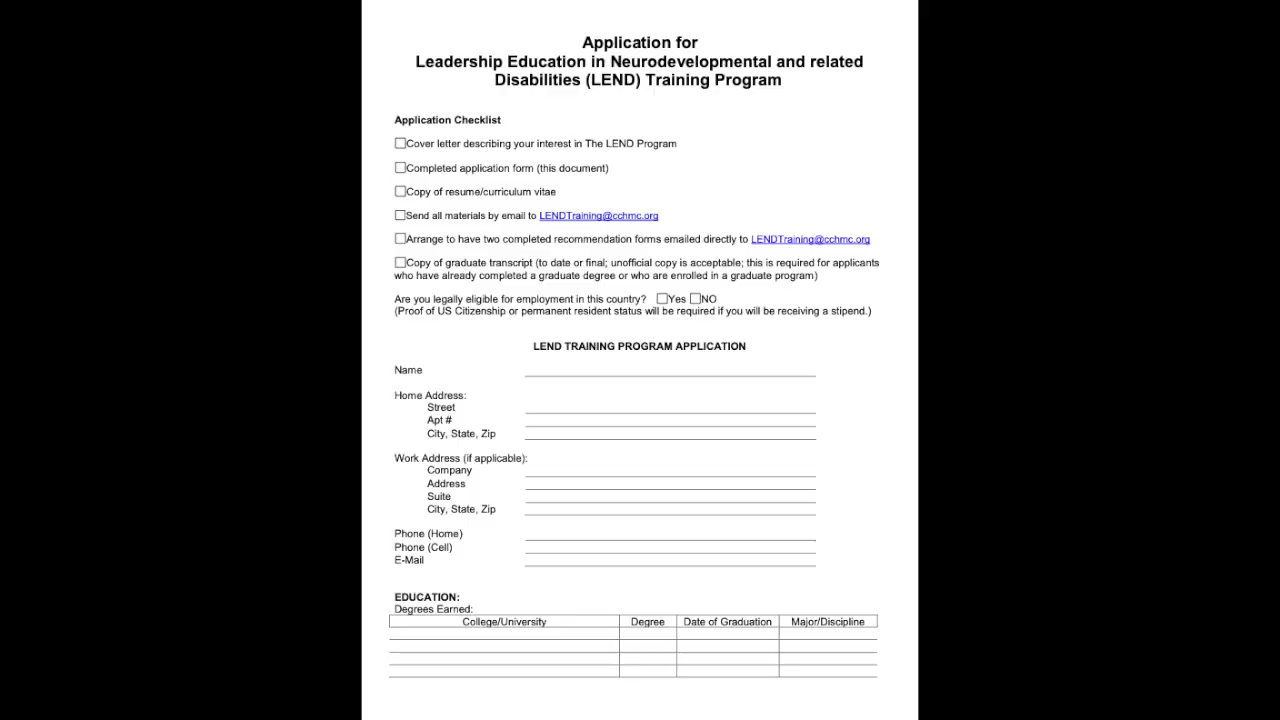 Application for
Leadership Education in Neurodevelopmental and related
Disabilities (LEND) Training Program
Application Checklist
Cover letter describing your interest in The LEND Program
Completed application form (this document)
Copy of resume/curriculum vitae
Send all materials by email to LENDTraining@cchmc.org
Arrange to have two completed recommendation forms emailed directly to LENDTraining@cchmc.org
Copy of graduate transcript (to date or final; unofficial copy is acceptable; this is required for applicants
who have already completed a graduate degree or who are enrolled in a graduate program)
Are you legally eligible for employment in this country? Yes NO
(Proof of US Citizenship or permanent resident status will be required if you will be receiving a stipend.)
LEND TRAINING PROGRAM APPLICATION
Name
Home Address:
Street
Apt #
City, State, Zip
Work Address (if applicable):
Company
Address
Suite
City, State, Zip
Phone (Home)
Phone (Cell)
E-Mail
EDUCATION:
Degrees Earned:
College/University Degree Date of Graduation Major/Discipline